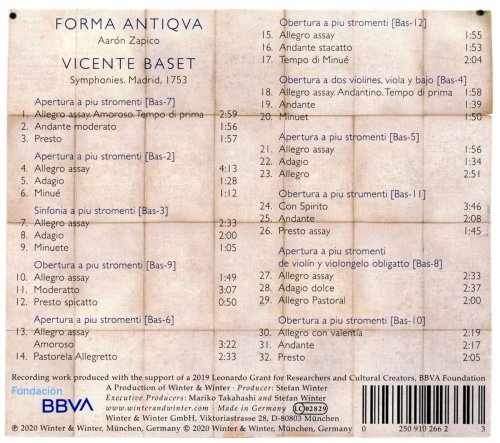 FORMA ANTIQVA
Aarón Zapico
VICENTE BASET
Symphonies. Madrid, 1753
Apertura a piu stromenti [Bas-7]
1. Allegro assay. Amoroso. Tempo di prima 2:59
2. Andante moderato 1:56
3. Presto 1:57
Apertura a piu stromenti [Bas-2]
4. Allegro assay 4:13
5. Adagio 1:28
6. Minué 1:12
Sinfonia a piu stromenti [Bas-3]
7. Allegro assay 2:33
8. Adagio 2:00
9. Minuete 1:05
Obertura a piu stromenti [Bas-9]
10. Allegro assay 1:49
11. Moderatto 3:07
12. Presto spicatto 0:50
Apertura a piu stromenti [Bas-6]
13. Allegro assay
Amoroso 3:22
14. Pastorela Allegretto 2:33
Obertura a piu stromenti [Bas-12]
15. Allegro assay 1:55
16. Andante stacatto 1:53
17. Tempo di Minué 2:04
Obertura a dos violines, viola y bajo [Bas-4]
18. Allegro assay. Andantino. Tempo di prima 1:58
19. Andante 1:39
20. Minuet 1:50
Apertura a piu stromenti [Bas-5]
21. Allegro assay 1:56
22. Adagio 1:34
23. Allegro 2:51
Obertura a piu stromenti [Bas-11]
24. Con Spirito 3:46
25. Andante 2:08
26. Presto assay 1:45
Apertura a piu stromenti
de violín y violongelo obligatto [Bas-8]
27. Allegro assay 2:33
28. Adagio dolce 2:37
29. Allegro Pastoral 2:00
Obertura a piu stromenti [Bas-10]
30. Allegro con valentía 2:19
31. Andante 2:17
32. Presto 2:05
Recording work produced with the support of a 2019 Leonardo Grant for Researchers and Cultural Creators, BBVA Foundation
Fundación
BBVA
A Production of Winter & Winter · Producer: Stefan Winter
Executive Producers: Mariko Takahashi and Stefan Winter
www.winterandwinter.com · Made in Germany LC 02829
Winter & Winter GmbH, Viktoriastrasse 28, D-80803 München
℗ 2020 Winter & Winter, München, Germany © 2020 Winter & Winter, München, Germany
0 250 910 266 2 3